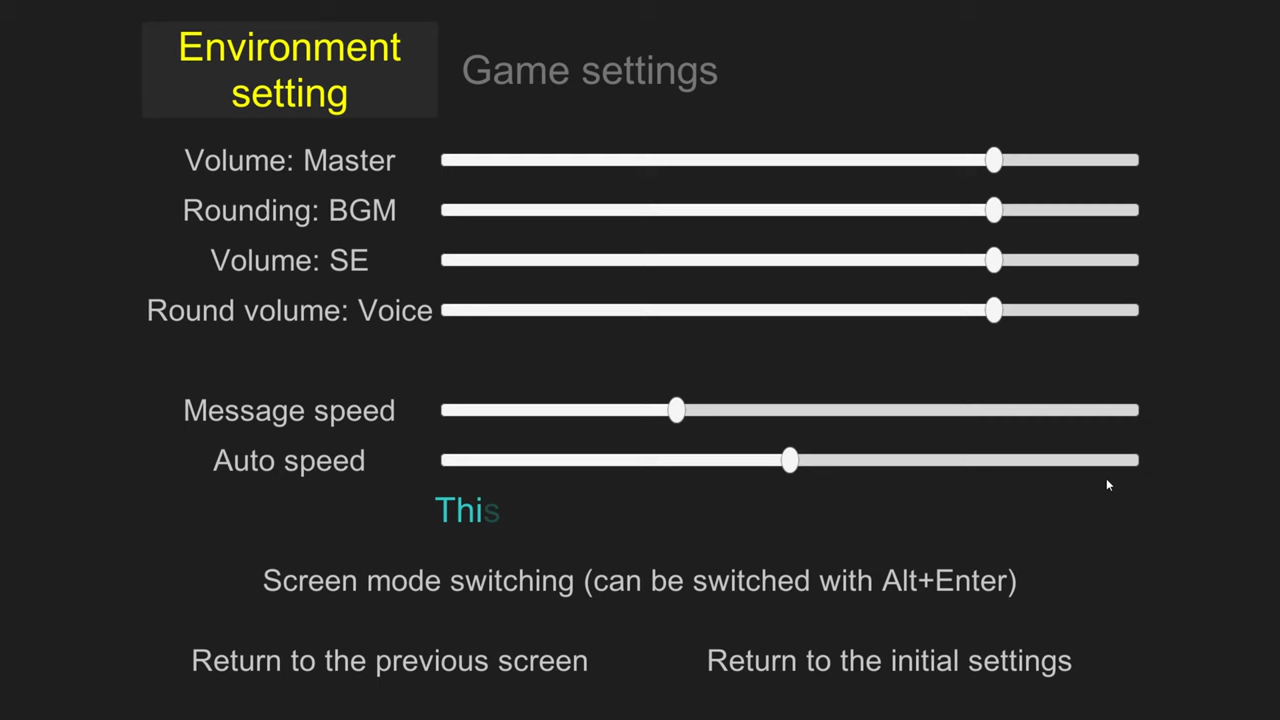 Environment
setting
Game settings
Volume: Master
Rounding: BGM
Volume: SE
Round volume: Voice
Message speed
Auto speed
This
Screen mode switching (can be switched with Alt+Enter)
Return to the previous screen
Return to the initial settings